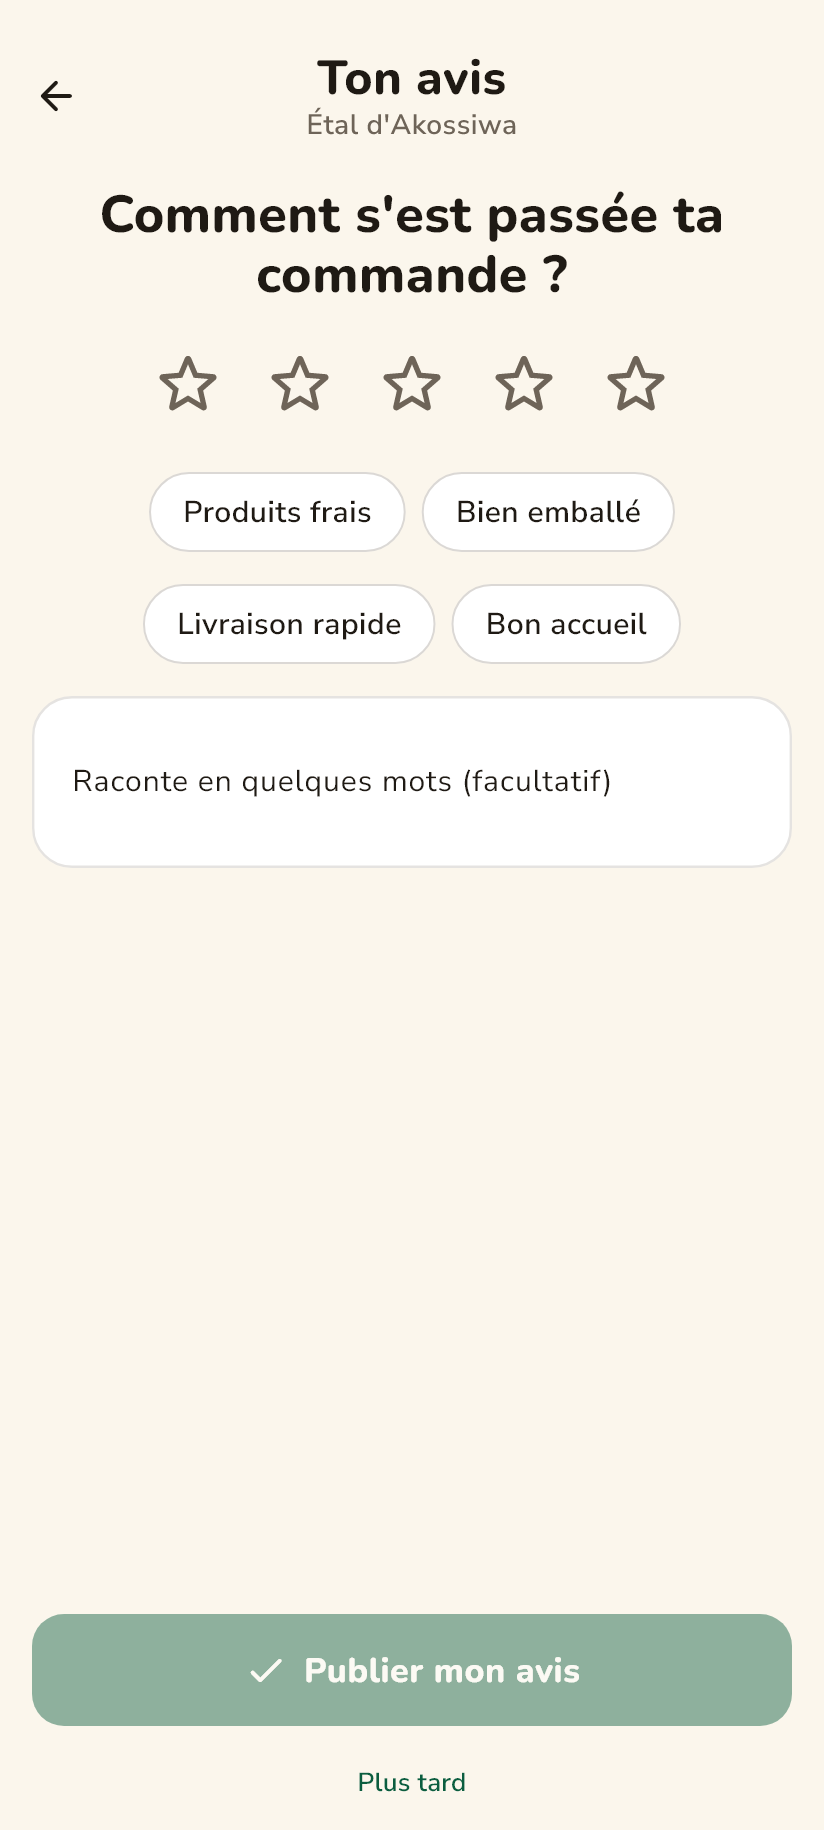 Ton avis
Étal d'Akossiwa
Comment s'est passée ta
commande ?
Produits frais
Bien emballé
Livraison rapide
Bon accueil
Raconte en quelques mots (facultatif)
Publier mon avis
Plus tard